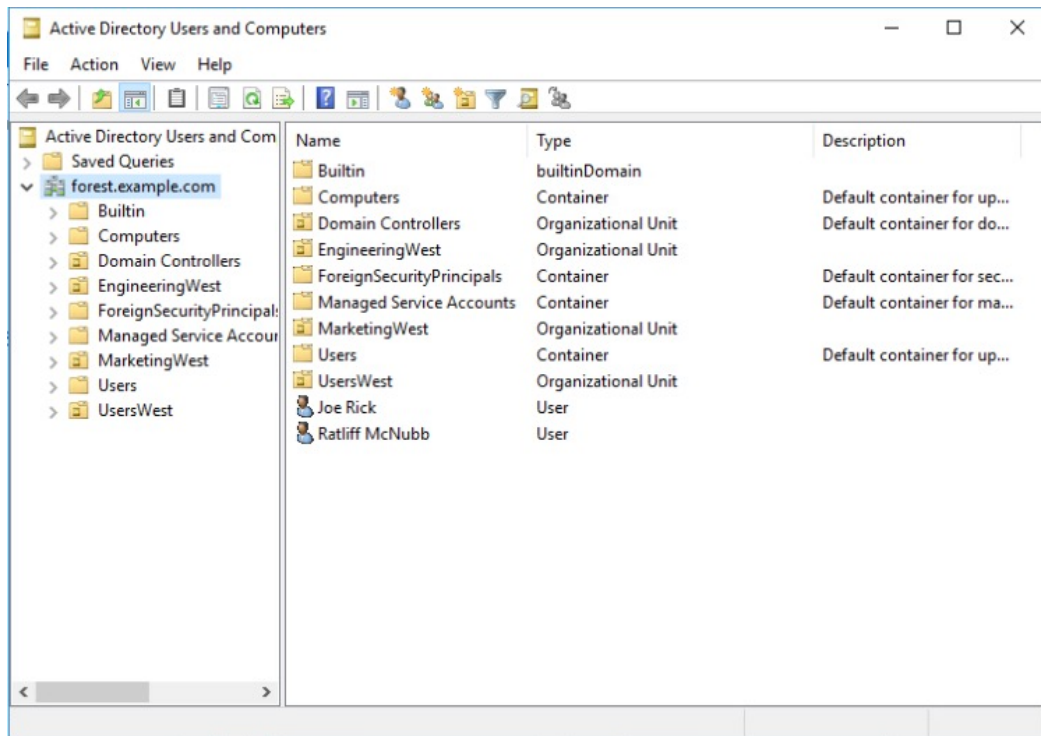 Active Directory Users and Computers
File Action View Help
Active Directory Users and Com
Saved Queries
forest.example.com
Builtin
Computers
Domain Controllers
EngineeringWest
ForeignSecurityPrincipal
Managed Service Accour
MarketingWest
Users
UsersWest
Name Type Description
Builtin builtinDomain
Computers Container Default container for up...
Domain Controllers Organizational Unit Default container for do...
EngineeringWest Organizational Unit
ForeignSecurityPrincipals Container Default container for sec...
Managed Service Accounts Container Default container for ma...
MarketingWest Organizational Unit
Users Container Default container for up...
UsersWest Organizational Unit
Joe Rick User
Ratliff McNubb User